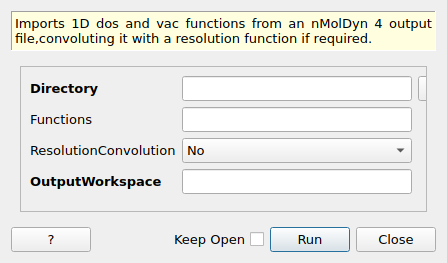 Imports 1D dos and vac functions from an nMolDyn 4 output
file,convoluting it with a resolution function if required.
Directory
Functions
ResolutionConvolution No
OutputWorkspace
? Keep Open Run Close